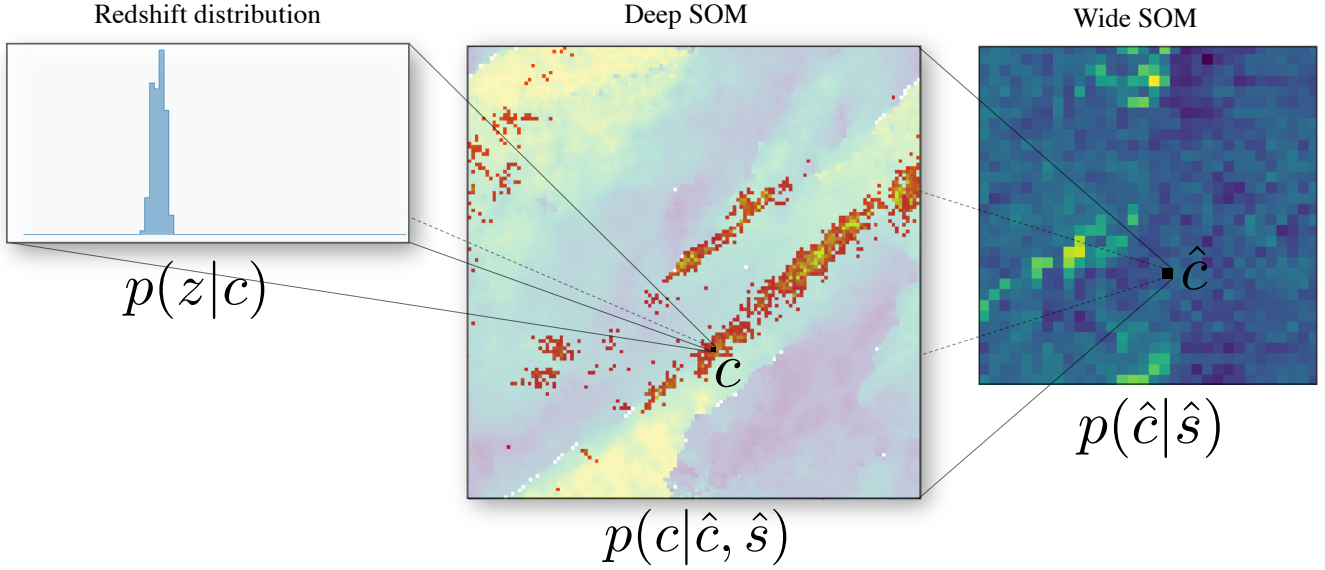 Redshift distribution
Deep SOM
Wide SOM
p(z|c)
c
ĉ
p(c|ĉ, ŝ)
p(ĉ|ŝ)